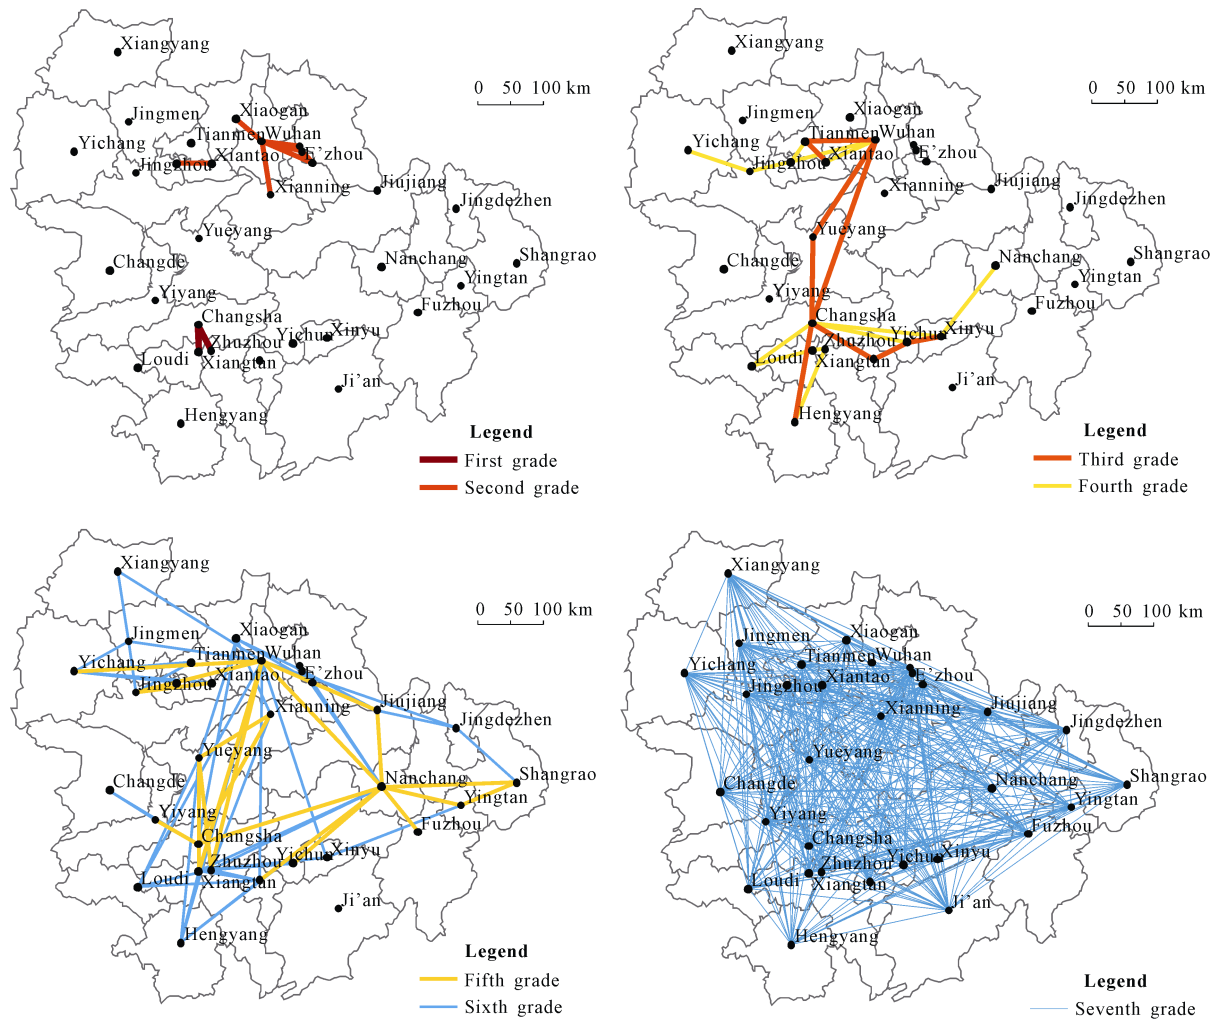 Xiangyang
Xiaogan
Jingmen
Tianmen
Wuhan
Yichang
Jingzhou
Xiantao
E’zhou
Xianning
Jiujiang
Jingdezhen
Yueyang
Changde
Nanchang
Shangrao
Yingtan
Yiyang
Fuzhou
Changsha
Zhuzhou
Yichun
Xinyu
Loudi
Xiangtan
Ji’an
Hengyang
0 50 100 km
Legend
First grade
Second grade
Xiangyang
Xiaogan
Jingmen
Tianmen
Wuhan
Yichang
Jingzhou
Xiantao
E’zhou
Xianning
Jiujiang
Jingdezhen
Yueyang
Changde
Nanchang
Shangrao
Yingtan
Yiyang
Fuzhou
Changsha
Zhuzhou
Yichun
Xinyu
Loudi
Xiangtan
Ji’an
Hengyang
0 50 100 km
Legend
Third grade
Fourth grade
Xiangyang
Xiaogan
Jingmen
Tianmen
Wuhan
Yichang
Jingzhou
Xiantao
E’zhou
Xianning
Jiujiang
Jingdezhen
Yueyang
Changde
Nanchang
Shangrao
Yingtan
Yiyang
Fuzhou
Changsha
Zhuzhou
Yichun
Xinyu
Loudi
Xiangtan
Ji’an
Hengyang
0 50 100 km
Legend
Fifth grade
Sixth grade
Xiangyang
Xiaogan
Jingmen
Tianmen
Wuhan
Yichang
Jingzhou
Xiantao
E’zhou
Xianning
Jiujiang
Jingdezhen
Yueyang
Changde
Nanchang
Shangrao
Yingtan
Yiyang
Fuzhou
Changsha
Zhuzhou
Yichun
Xinyu
Loudi
Xiangtan
Ji’an
Hengyang
0 50 100 km
Legend
Seventh grade